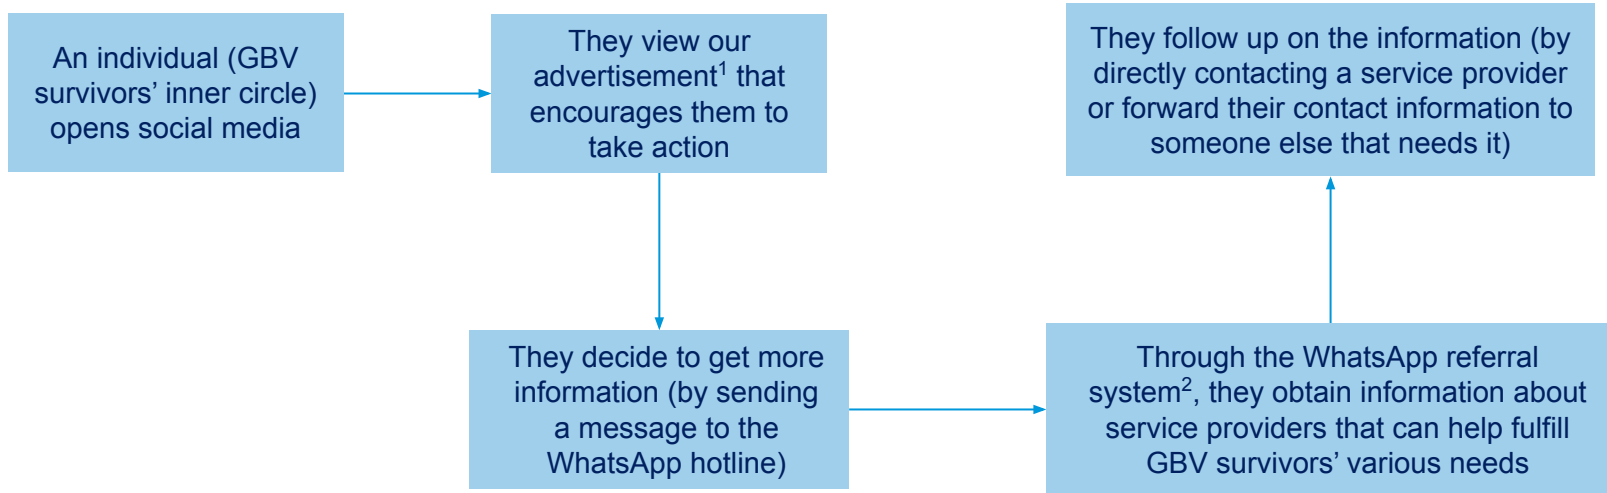 An individual (GBV
survivors’ inner circle)
opens social media
They view our
advertisement¹ that
encourages them to
take action
They decide to get more
information (by sending
a message to the
WhatsApp hotline)
Through the WhatsApp referral
system², they obtain information about
service providers that can help fulfill
GBV survivors’ various needs
They follow up on the information (by
directly contacting a service provider
or forward their contact information to
someone else that needs it)